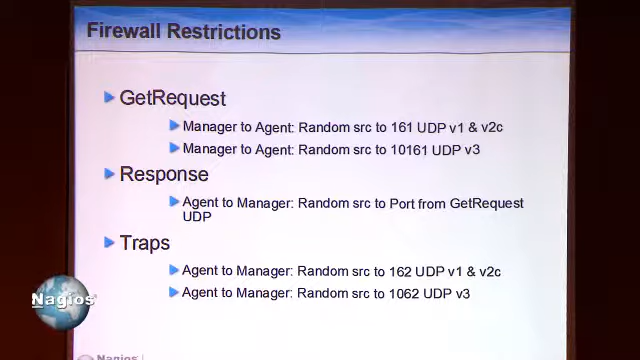 Firewall Restrictions
GetRequest
Manager to Agent: Random src to 161 UDP v1 & v2c
Manager to Agent: Random src to 10161 UDP v3
Response
Agent to Manager: Random src to Port from GetRequest
UDP
Traps
Agent to Manager: Random src to 162 UDP v1 & v2c
Agent to Manager: Random src to 1062 UDP v3
Nagios
Nagios